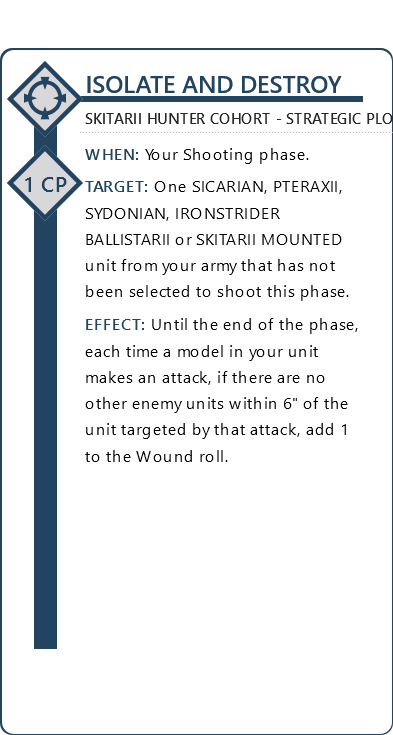 ISOLATE AND DESTROY
SKITARII HUNTER COHORT - STRATEGIC PLO
WHEN: Your Shooting phase.
1 CP
TARGET: One SICARIAN, PTERAXII,
SYDONIAN, IRONSTRIDER
BALLISTARII or SKITARII MOUNTED
unit from your army that has not
been selected to shoot this phase.
EFFECT: Until the end of the phase,
each time a model in your unit
makes an attack, if there are no
other enemy units within 6" of the
unit targeted by that attack, add 1
to the Wound roll.